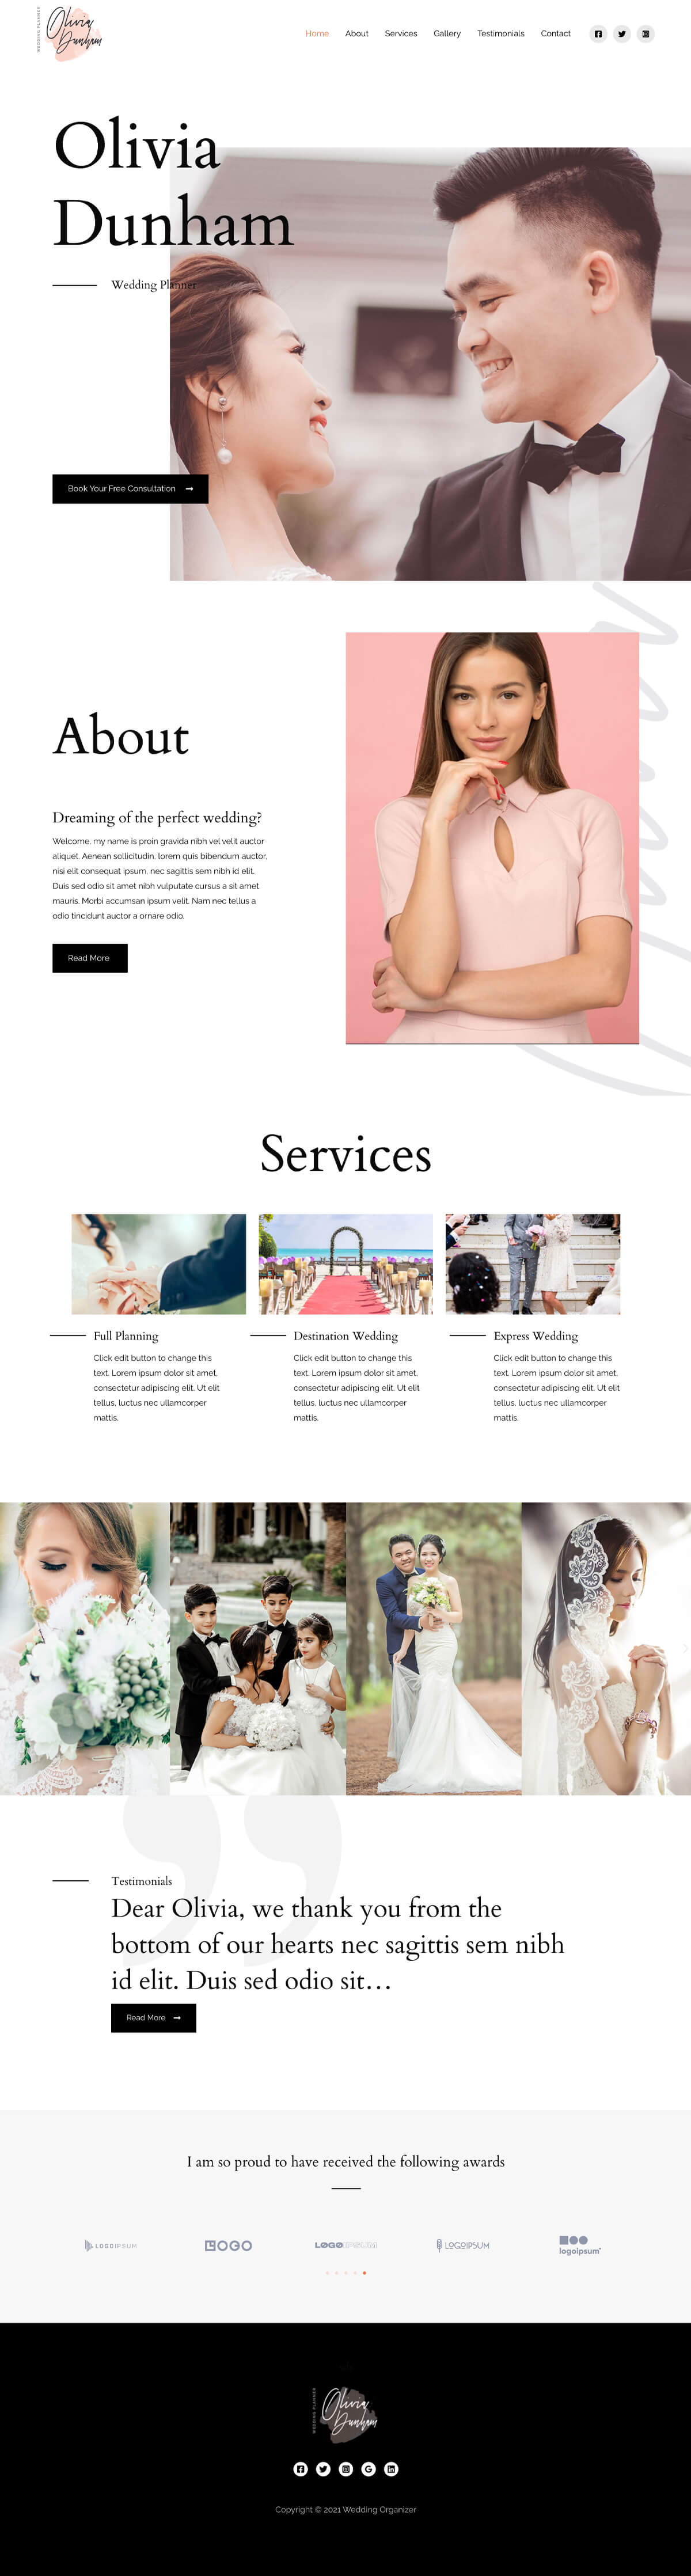 WEDDING PLANNER
Olivia
Dunham
Home About Services Gallery Testimonials Contact
Olivia
Dunham
Wedding Planner
Book Your Free Consultation
About
Dreaming of the perfect wedding?
Welcome. my name is proin gravida nibh vel velit auctor
aliquet. Aenean sollicitudin, lorem quis bibendum auctor,
nisi elit consequat ipsum, nec sagittis sem nibh id elit.
Duis sed odio sit amet nibh vulputate cursus a sit amet
mauris. Morbi accumsan ipsum velit. Nam nec tellus a
odio tincidunt auctor a ornare odio.
Read More
Services
Full Planning
Click edit button to change this
text. Lorem ipsum dolor sit amet,
consectetur adipiscing elit. Ut elit
tellus, luctus nec ullamcorper
mattis.
Destination Wedding
Click edit button to change this
text. Lorem ipsum dolor sit amet,
consectetur adipiscing elit. Ut elit
tellus, luctus nec ullamcorper
mattis.
Express Wedding
Click edit button to change this
text. Lorem ipsum dolor sit amet,
consectetur adipiscing elit. Ut elit
tellus, luctus nec ullamcorper
mattis.
Testimonials
Dear Olivia, we thank you from the
bottom of our hearts nec sagittis sem nibh
id elit. Duis sed odio sit…
Read More
I am so proud to have received the following awards
LOGOIPSUM
LOGO
LOGOIPSUM
LOGOIPSUM
logoipsum
WEDDING PLANNER
Olivia
Dunham
Copyright © 2021 Wedding Organizer